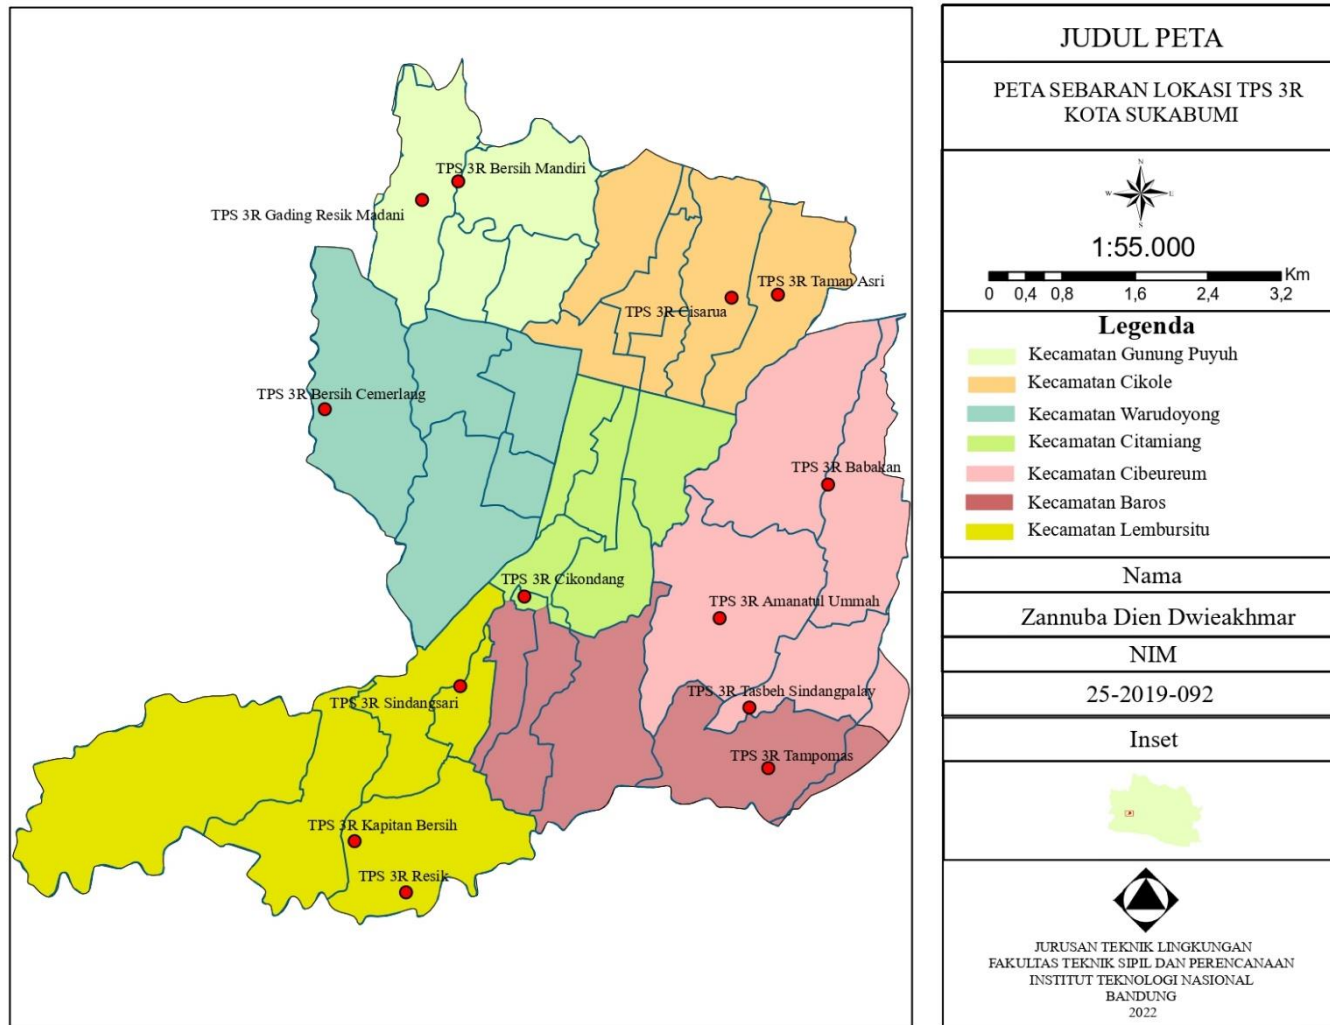 TPS 3R Bersih Mandiri
TPS 3R Gading Resik Madani
TPS 3R Taman Asri
TPS 3R Cisarua
TPS 3R Bersih Cemerlang
TPS 3R Babakan
TPS 3R Cikondang
TPS 3R Amanatul Ummah
TPS 3R Tasbeh Sindangpalay
TPS 3R Sindangsari
TPS 3R Tampomas
TPS 3R Kapitan Bersih
TPS 3R Resik
JUDUL PETA
PETA SEBARAN LOKASI TPS 3R
KOTA SUKABUMI
N
W
E
S
1:55.000
Km
0 0,4 0,8 1,6 2,4 3,2
Legenda
Kecamatan Gunung Puyuh
Kecamatan Cikole
Kecamatan Warudoyong
Kecamatan Citamiang
Kecamatan Cibeureum
Kecamatan Baros
Kecamatan Lembursitu
Nama
Zannuba Dien Dwieakhmar
NIM
25-2019-092
Inset
JURUSAN TEKNIK LINGKUNGAN
FAKULTAS TEKNIK SIPIL DAN PERENCANAAN
INSTITUT TEKNOLOGI NASIONAL
BANDUNG
2022